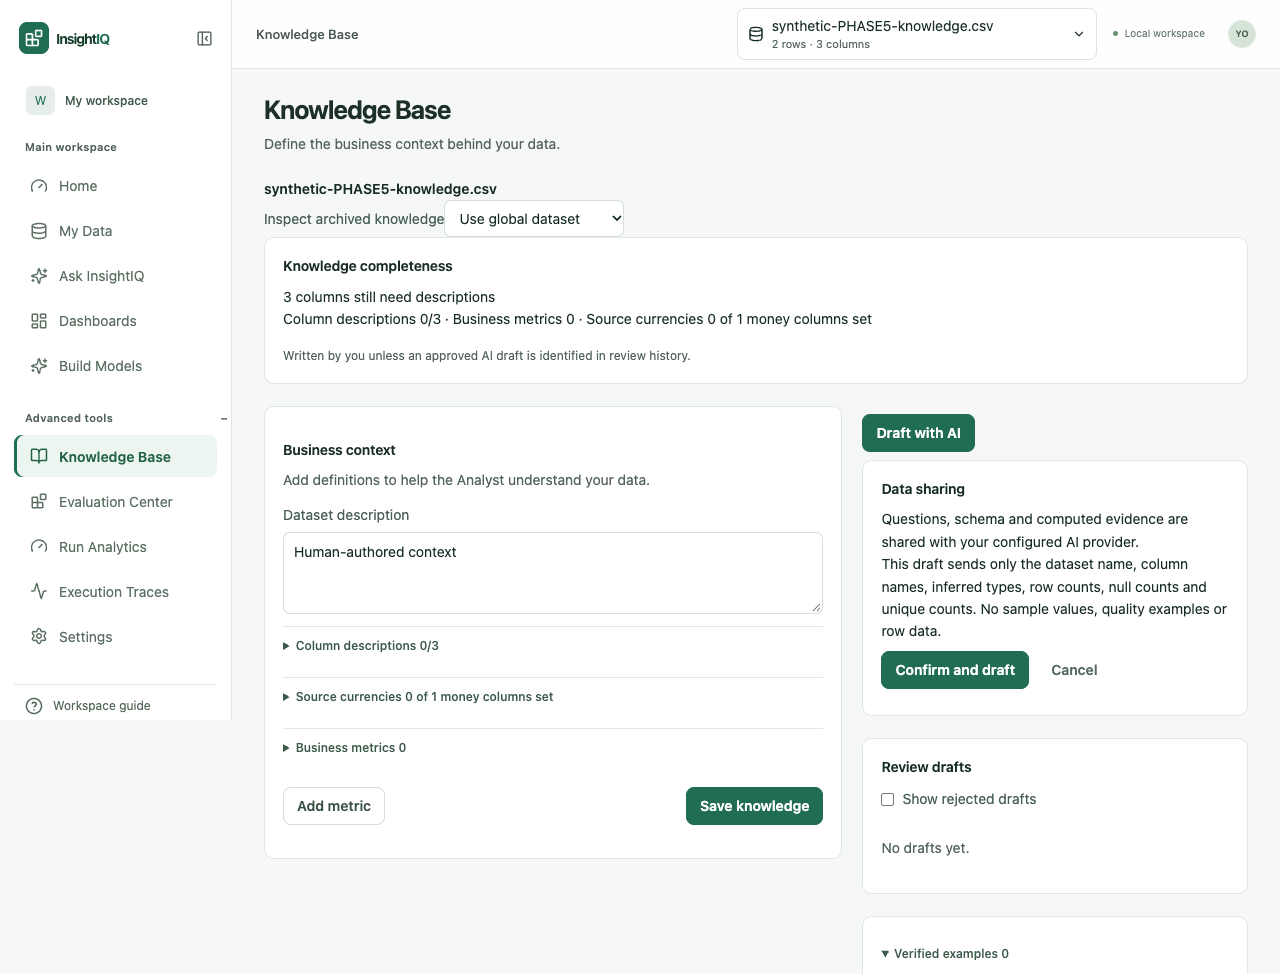 InsightIQ
W My workspace
Main workspace
Home
My Data
Ask InsightIQ
Dashboards
Build Models
Advanced tools –
Knowledge Base
Evaluation Center
Run Analytics
Execution Traces
Settings
? Workspace guide
Knowledge Base
synthetic-PHASE5-knowledge.csv
2 rows · 3 columns
Local workspace
YO
Knowledge Base
Define the business context behind your data.
synthetic-PHASE5-knowledge.csv
Inspect archived knowledge Use global dataset
Knowledge completeness
3 columns still need descriptions
Column descriptions 0/3 · Business metrics 0 · Source currencies 0 of 1 money columns set
Written by you unless an approved AI draft is identified in review history.
Business context
Add definitions to help the Analyst understand your data.
Dataset description
Human-authored context
Column descriptions 0/3
Source currencies 0 of 1 money columns set
Business metrics 0
Add metric
Save knowledge
Draft with AI
Data sharing
Questions, schema and computed evidence are
shared with your configured AI provider.
This draft sends only the dataset name, column
names, inferred types, row counts, null counts and
unique counts. No sample values, quality examples or
row data.
Confirm and draft
Cancel
Review drafts
Show rejected drafts
No drafts yet.
Verified examples 0